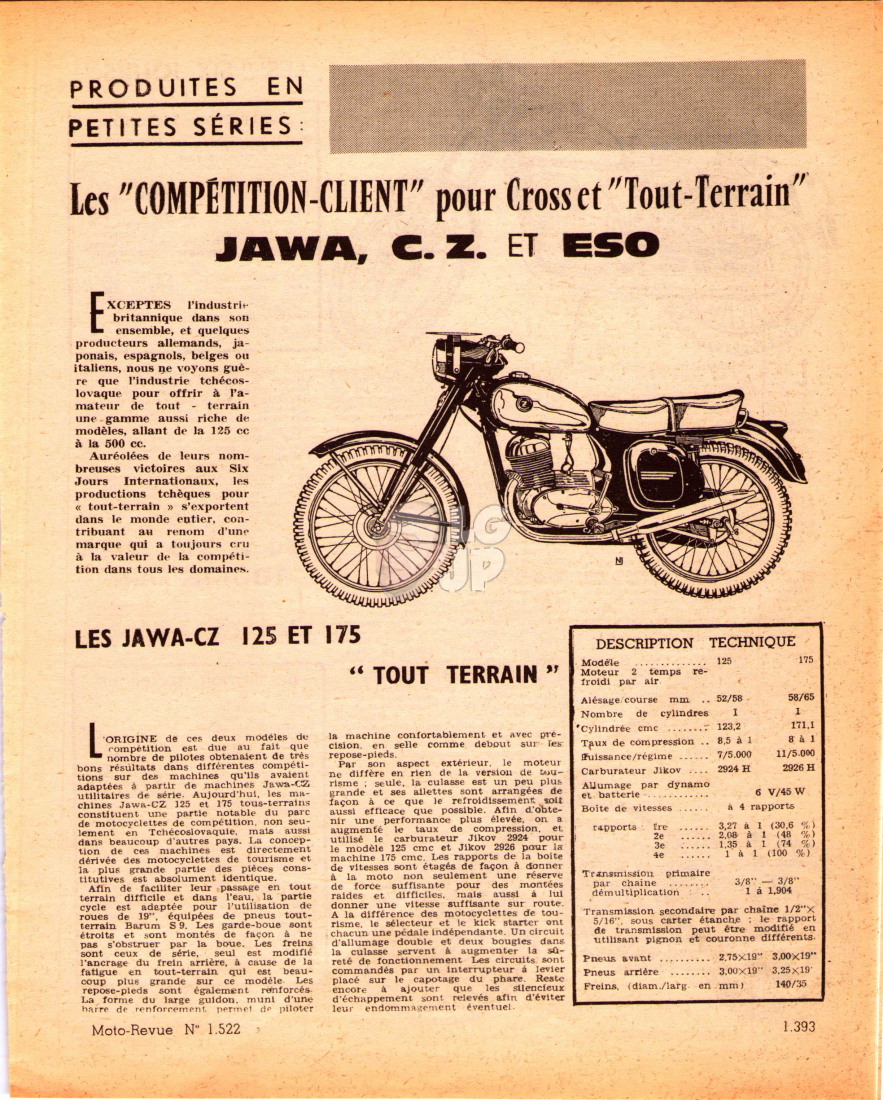 PRODUITES EN
PETITES SÉRIES :
Les "COMPÉTITION-CLIENT" pour Cross et "Tout-Terrain"
JAWA, C.Z. ET ESO
EXCEPTES l'industrie
britannique dans son
ensemble, et quelques
producteurs allemands, ja-
ponais, espagnols, belges ou
italiens, nous ne voyons guè-
re que l'industrie tchécos-
lovaque pour offrir à l'a-
mateur de tout - terrain
une gamme aussi riche de
modèles, allant de la 125 cc
à la 500 cc.
Auréolées de leurs nom-
breuses victoires aux Six
Jours Internationaux, les
productions tchèques pour
« tout-terrain » s'exportent
dans le monde entier, con-
tribuant au renom d'une
marque qui a toujours cru
à la valeur de la compéti-
tion dans tous les domaines.
LG
JP
LES JAWA-CZ 125 ET 175
“ TOUT TERRAIN ”
L'ORIGINE de ces deux modèles de
compétition est due au fait que
nombre de pilotes obtenaient de très
bons résultats dans différentes compéti-
tions sur des machines qu'ils avaient
adaptées à partir de machines Jawa-CZ
utilitaires de série. Aujourd'hui, les ma-
chines Jawa-CZ 125 et 175 tous-terrains
constituent une partie notable du parc
de motocyclettes de compétition, non seu-
lement en Tchécoslovaquie, mais aussi
dans beaucoup d'autres pays. La concep-
tion de ces machines est directement
dérivée des motocyclettes de tourisme et
la plus grande partie des pièces cons-
titutives est absolument identique.
Afin de faciliter leur passage en tout
terrain difficile et dans l'eau, la partie
cycle est adaptée pour l'utilisation de
roues de 19", équipées de pneus tout-
terrain Barum S 9. Les garde-boue sont
étroits et sont montés de façon à ne
pas s'obstruer par la boue. Les freins
sont ceux de série, seul est modifié
l'ancrage du frein arrière, à cause de la
fatigue en tout-terrain qui est beau-
coup plus grande sur ce modèle. Les
repose-pieds sont également renforcés.
La forme du large guidon, muni d'une
barre de renforcement, permet de piloter
la machine confortablement et avec pré-
cision, en selle comme debout sur les
repose-pieds.
Par son aspect extérieur, le moteur
ne diffère en rien de la version de tou-
risme ; seule, la culasse est un peu plus
grande et ses ailettes sont arrangées de
façon à ce que le refroidissement soit
aussi efficace que possible. Afin d'obte-
nir une performance plus élevée, on a
augmenté le taux de compression, et
utilisé le carburateur Jikov 2924 pour
le modèle 125 cmc et Jikov 2926 pour la
machine 175 cmc. Les rapports de la boîte
de vitesses sont étagés de façon à donner
à la moto non seulement une réserve
de force suffisante pour des montées
raides et difficiles, mais aussi à lui
donner une vitesse suffisante sur route.
A la différence des motocyclettes de tou-
risme, le sélecteur et le kick starter ont
chacun une pédale indépendante. Un circuit
d'allumage double et deux bougies dans
la culasse servent à augmenter la sû-
reté de fonctionnement Les circuits sont
commandés par un interrupteur à levier
placé sur le capotage du phare. Reste
encore à ajouter que les silencieux
d'échappement sont relevés afin d'éviter
leur endommagement éventuel.
DESCRIPTION TECHNIQUE
Modèle .............. 125 175
Moteur 2 temps re-
froidi par air
Alésage/course mm .. 52/58 58/65
Nombre de cylindres 1 1
Cylindrée cmc ........ 123,2 171,1
Taux de compression .. 8,5 à 1 8 à 1
Puissance/régime ...... 7/5.000 11/5.000
Carburateur Jikov .... 2924 H 2926 H
Allumage par dynamo
et batterie ............ 6 V/45 W
Boîte de vitesses ...... à 4 rapports
rapports 1re ...... 3,27 à 1 (30,6 %)
2e ...... 2,08 à 1 (48 %)
3e ...... 1,35 à 1 (74 %)
4e ...... 1 à 1 (100 %)
Transmission primaire
par chaîne ........ 3/8" — 3/8"
démultiplication .. 1 à 1,904
Transmission secondaire par chaîne 1/2"×
5/16", sous carter étanche ; le rapport
de transmission peut être modifié en
utilisant pignon et couronne différents.
Pneus avant ........ 2,75×19" 3,00×19"
Pneus arrière ........ 3.00×19" 3,25×19"
Freins, (diam./larg. en mm) 140/35
Moto-Revue N° 1.522
1.393